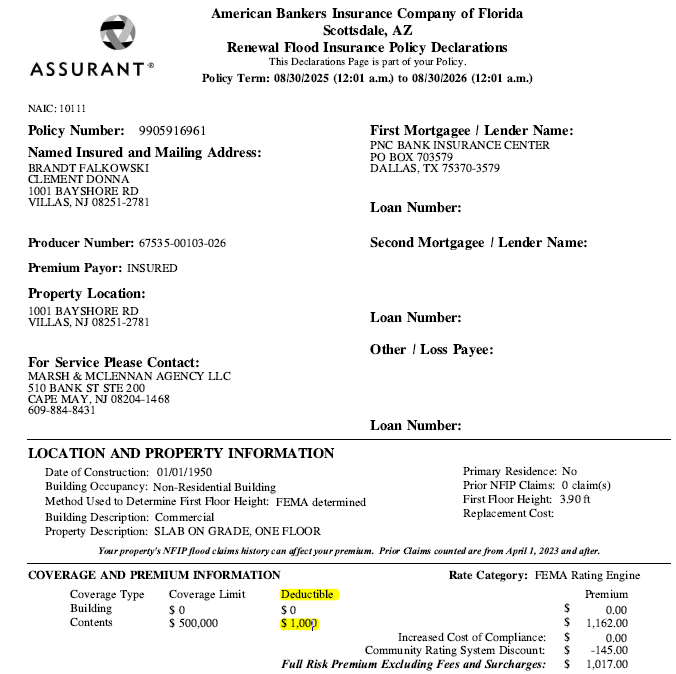 ASSURANT®
American Bankers Insurance Company of Florida
Scottsdale, AZ
Renewal Flood Insurance Policy Declarations
This Declarations Page is part of your Policy.
Policy Term: 08/30/2025 (12:01 a.m.) to 08/30/2026 (12:01 a.m.)
NAIC: 10111
Policy Number: 9905916961
Named Insured and Mailing Address:
BRANDT FALKOWSKI
CLEMENT DONNA
1001 BAYSHORE RD
VILLAS, NJ 08251-2781
First Mortgagee / Lender Name:
PNC BANK INSURANCE CENTER
PO BOX 703579
DALLAS, TX 75370-3579
Loan Number:
Producer Number: 67535-00103-026
Second Mortgagee / Lender Name:
Premium Payor: INSURED
Property Location:
1001 BAYSHORE RD
VILLAS, NJ 08251-2781
Loan Number:
Other / Loss Payee:
For Service Please Contact:
MARSH & MCLENNAN AGENCY LLC
510 BANK ST STE 200
CAPE MAY, NJ 08204-1468
609-884-8431
Loan Number:
LOCATION AND PROPERTY INFORMATION
Date of Construction: 01/01/1950
Building Occupancy: Non-Residential Building
Method Used to Determine First Floor Height: FEMA determined
Building Description: Commercial
Property Description: SLAB ON GRADE, ONE FLOOR
Primary Residence: No
Prior NFIP Claims: 0 claim(s)
First Floor Height: 3.90 ft
Replacement Cost:
Your property's NFIP flood claims history can affect your premium. Prior Claims counted are from April 1, 2023 and after.
COVERAGE AND PREMIUM INFORMATION Rate Category: FEMA Rating Engine
Coverage Type Coverage Limit Deductible Premium
Building $ 0 $ 0 $ 0.00
Contents $ 500,000 $ 1,000 $ 1,162.00
Increased Cost of Compliance: $ 0.00
Community Rating System Discount: $ -145.00
Full Risk Premium Excluding Fees and Surcharges: $ 1,017.00